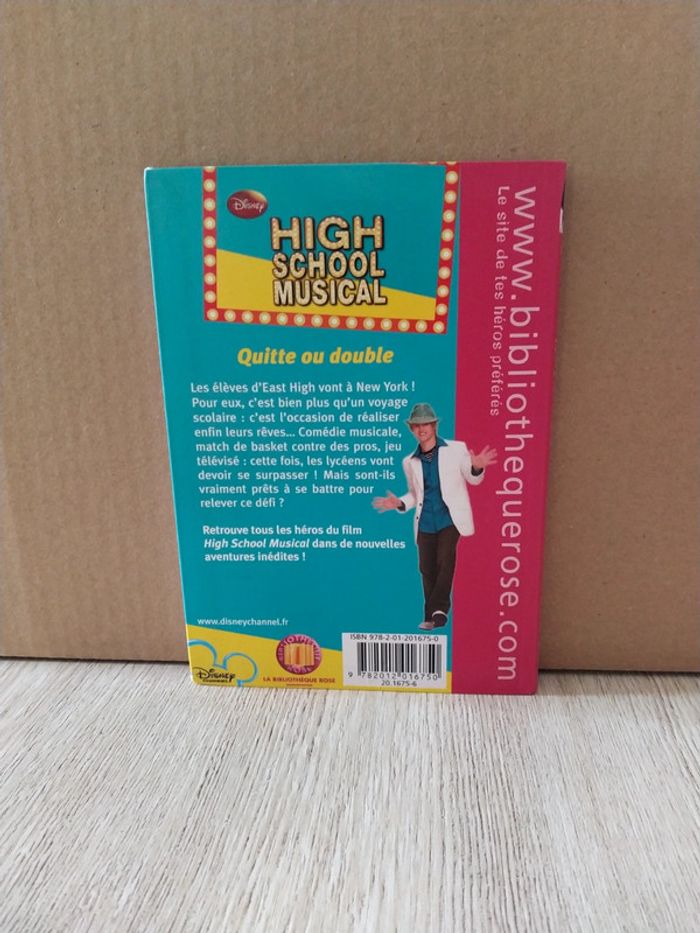 Disney
HIGH
SCHOOL
MUSICAL
Quitte ou double
Les élèves d'East High vont à New York !
Pour eux, c'est bien plus qu'un voyage
scolaire : c'est l'occasion de réaliser
enfin leurs rêves... Comédie musicale,
match de basket contre des pros, jeu
télévisé : cette fois, les lycéens vont
devoir se surpasser ! Mais sont-ils
vraiment prêts à se battre pour
relever ce défi ?
Retrouve tous les héros du film
High School Musical dans de nouvelles
aventures inédites !
www.disneychannel.fr
Disney
CHANNEL
BIBLIOTHÈQUE
ROSE
LA BIBLIOTHÈQUE ROSE
ISBN 978-2-01-201675-0
9 782012 016750
20.1675-6
www.bibliothequerose.com
Le site de tes héros préférés